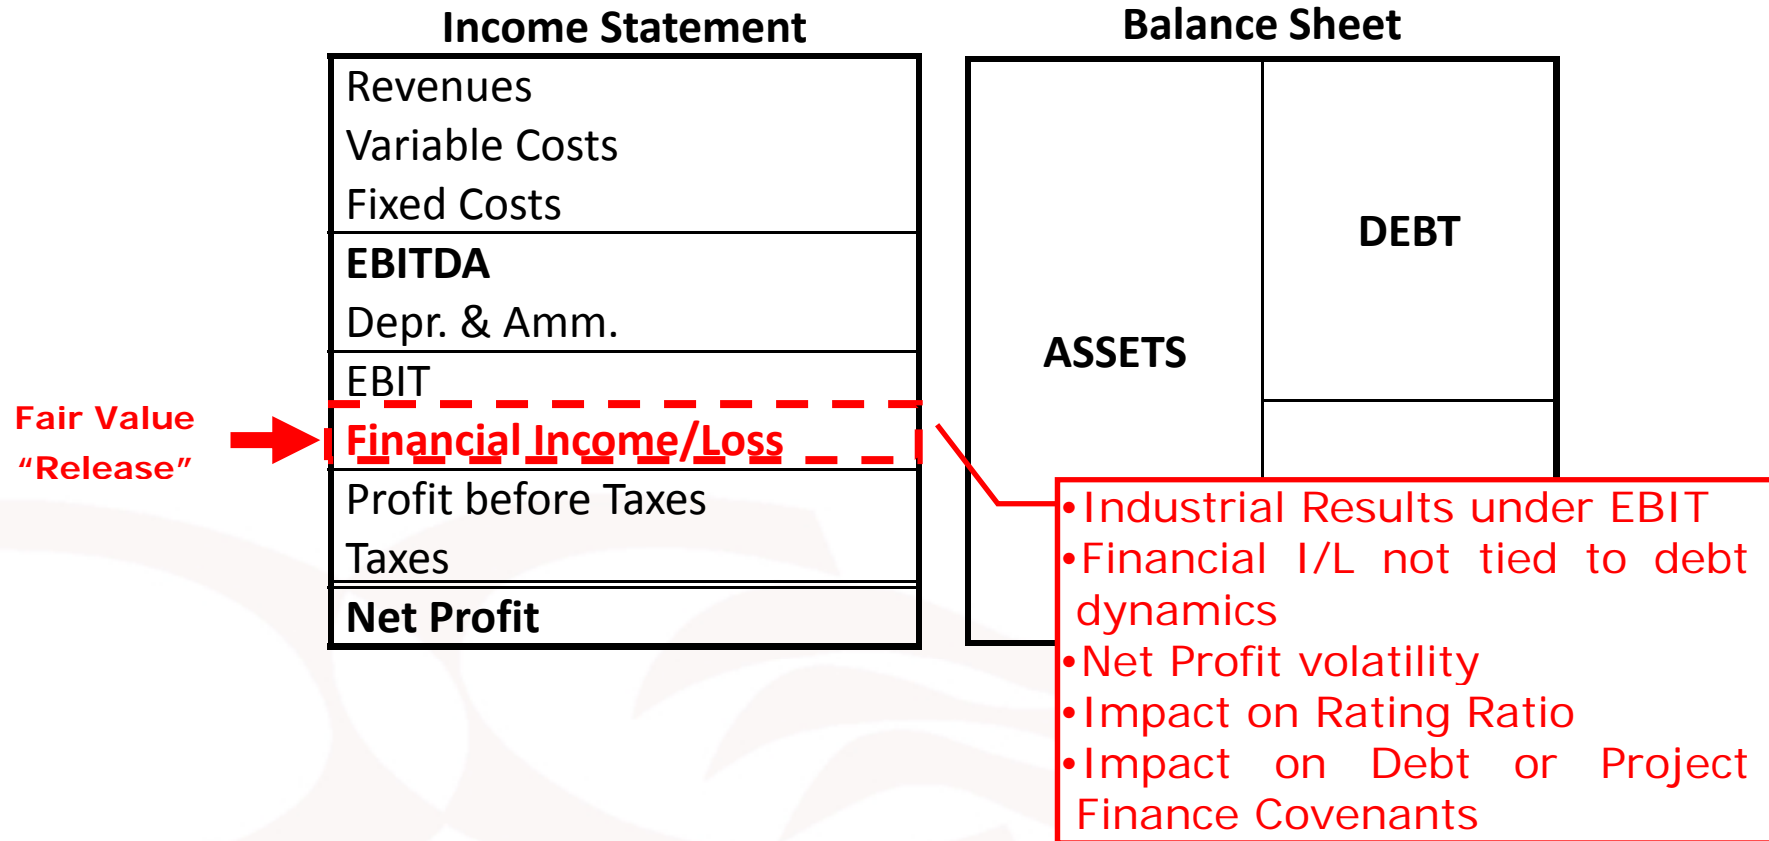 Income Statement
Revenues
Variable Costs
Fixed Costs
EBITDA
Depr. & Amm.
EBIT
Financial Income/Loss
Profit before Taxes
Taxes
Net Profit
Fair Value
“Release”
Balance Sheet
ASSETS
DEBT
•Industrial Results under EBIT
•Financial I/L not tied to debt
dynamics
•Net Profit volatility
•Impact on Rating Ratio
•Impact on Debt or Project
Finance Covenants